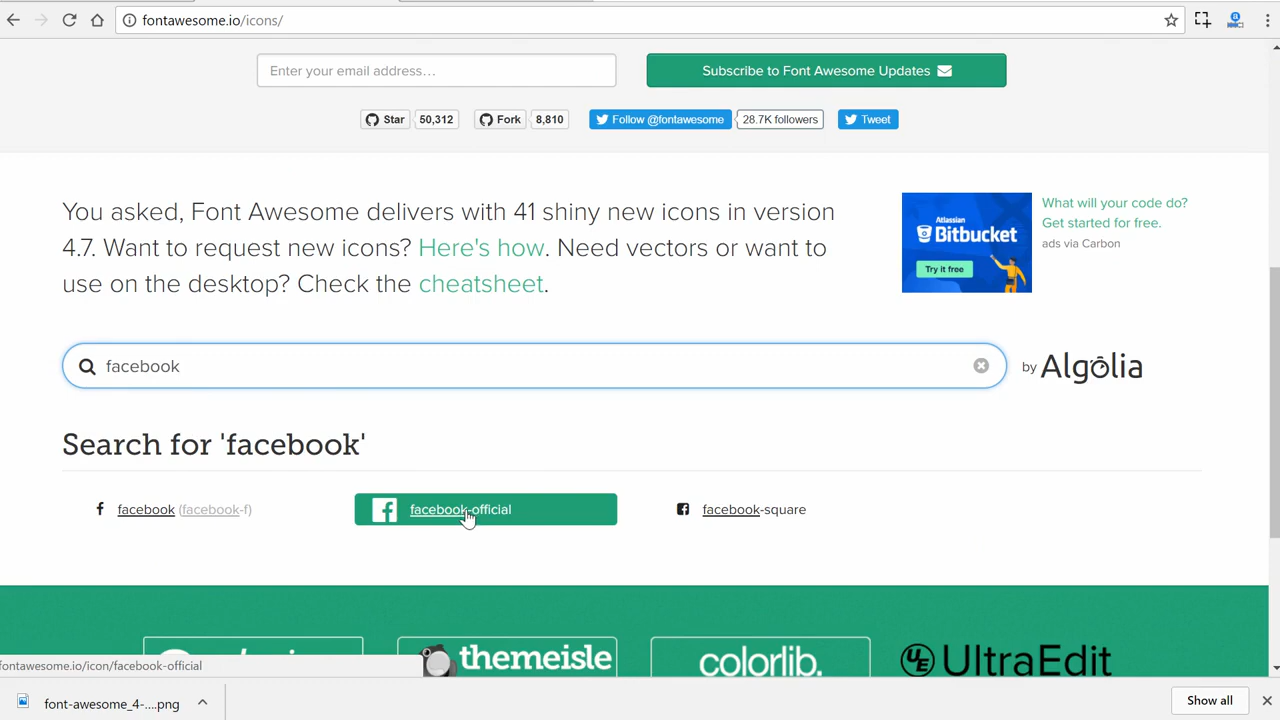 fontawesome.io/icons/
Enter your email address…
Subscribe to Font Awesome Updates
Star 50,312 Fork 8,810 Follow @fontawesome 28.7K followers Tweet
You asked, Font Awesome delivers with 41 shiny new icons in version
4.7. Want to request new icons? Here's how. Need vectors or want to
use on the desktop? Check the cheatsheet.
Atlassian
Bitbucket
Try it free
What will your code do?
Get started for free.
ads via Carbon
facebook
by Algolia
Search for 'facebook'
facebook (facebook-f) facebook-official facebook-square
themeisle colorlib. UE UltraEdit
fontawesome.io/icon/facebook-official
font-awesome_4-....png
Show all